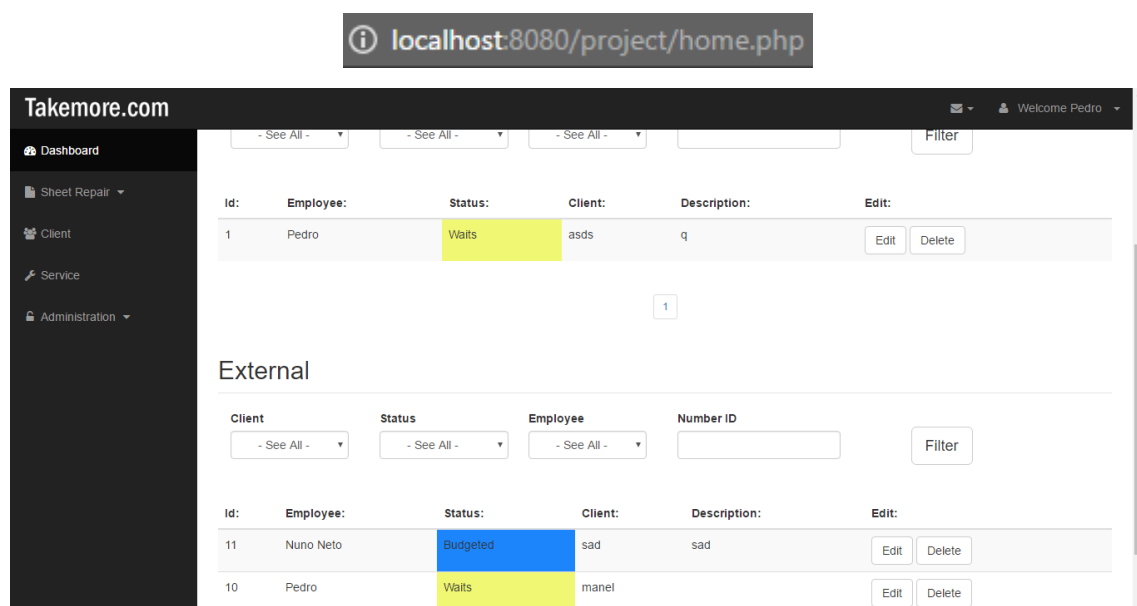 localhost:8080/project/home.php
Takemore.com Welcome Pedro
Dashboard
Sheet Repair
Client
Service
Administration
- See All - - See All - - See All - Filter
Id: Employee: Status: Client: Description: Edit:
1 Pedro Waits asds q Edit Delete
1
External
Client Status Employee Number ID
- See All - - See All - - See All - Filter
Id: Employee: Status: Client: Description: Edit:
11 Nuno Neto Budgeted sad sad Edit Delete
10 Pedro Waits manel Edit Delete